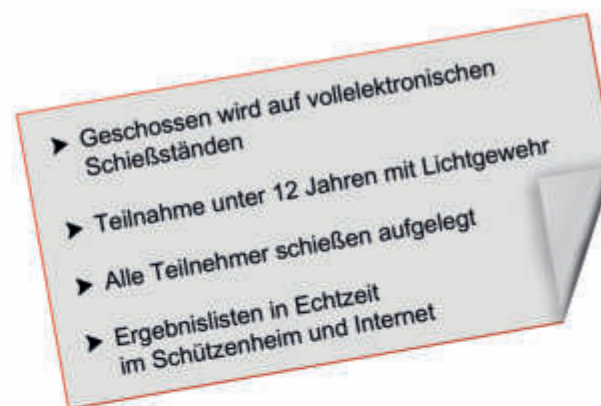 ➤ Geschossen wird auf vollelektronischen
Schießständen
➤ Teilnahme unter 12 Jahren mit Lichtgewehr
➤ Alle Teilnehmer schießen aufgelegt
➤ Ergebnislisten in Echtzeit
im Schützenheim und Internet